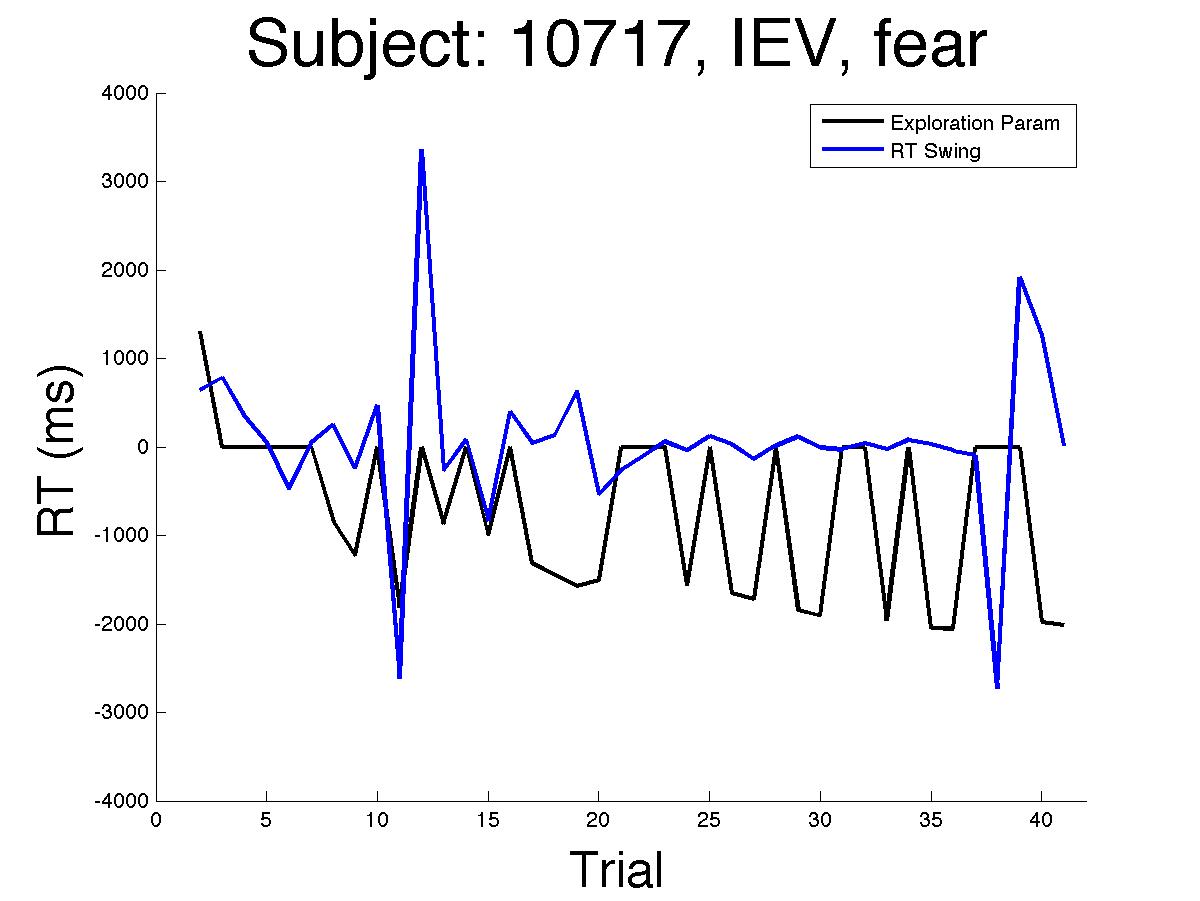 Subject: 10717, IEV, fear
4000
3000
2000
1000
0
-1000
-2000
-3000
-4000
RT (ms)
Exploration Param
RT Swing
0 5 10 15 20 25 30 35 40
Trial